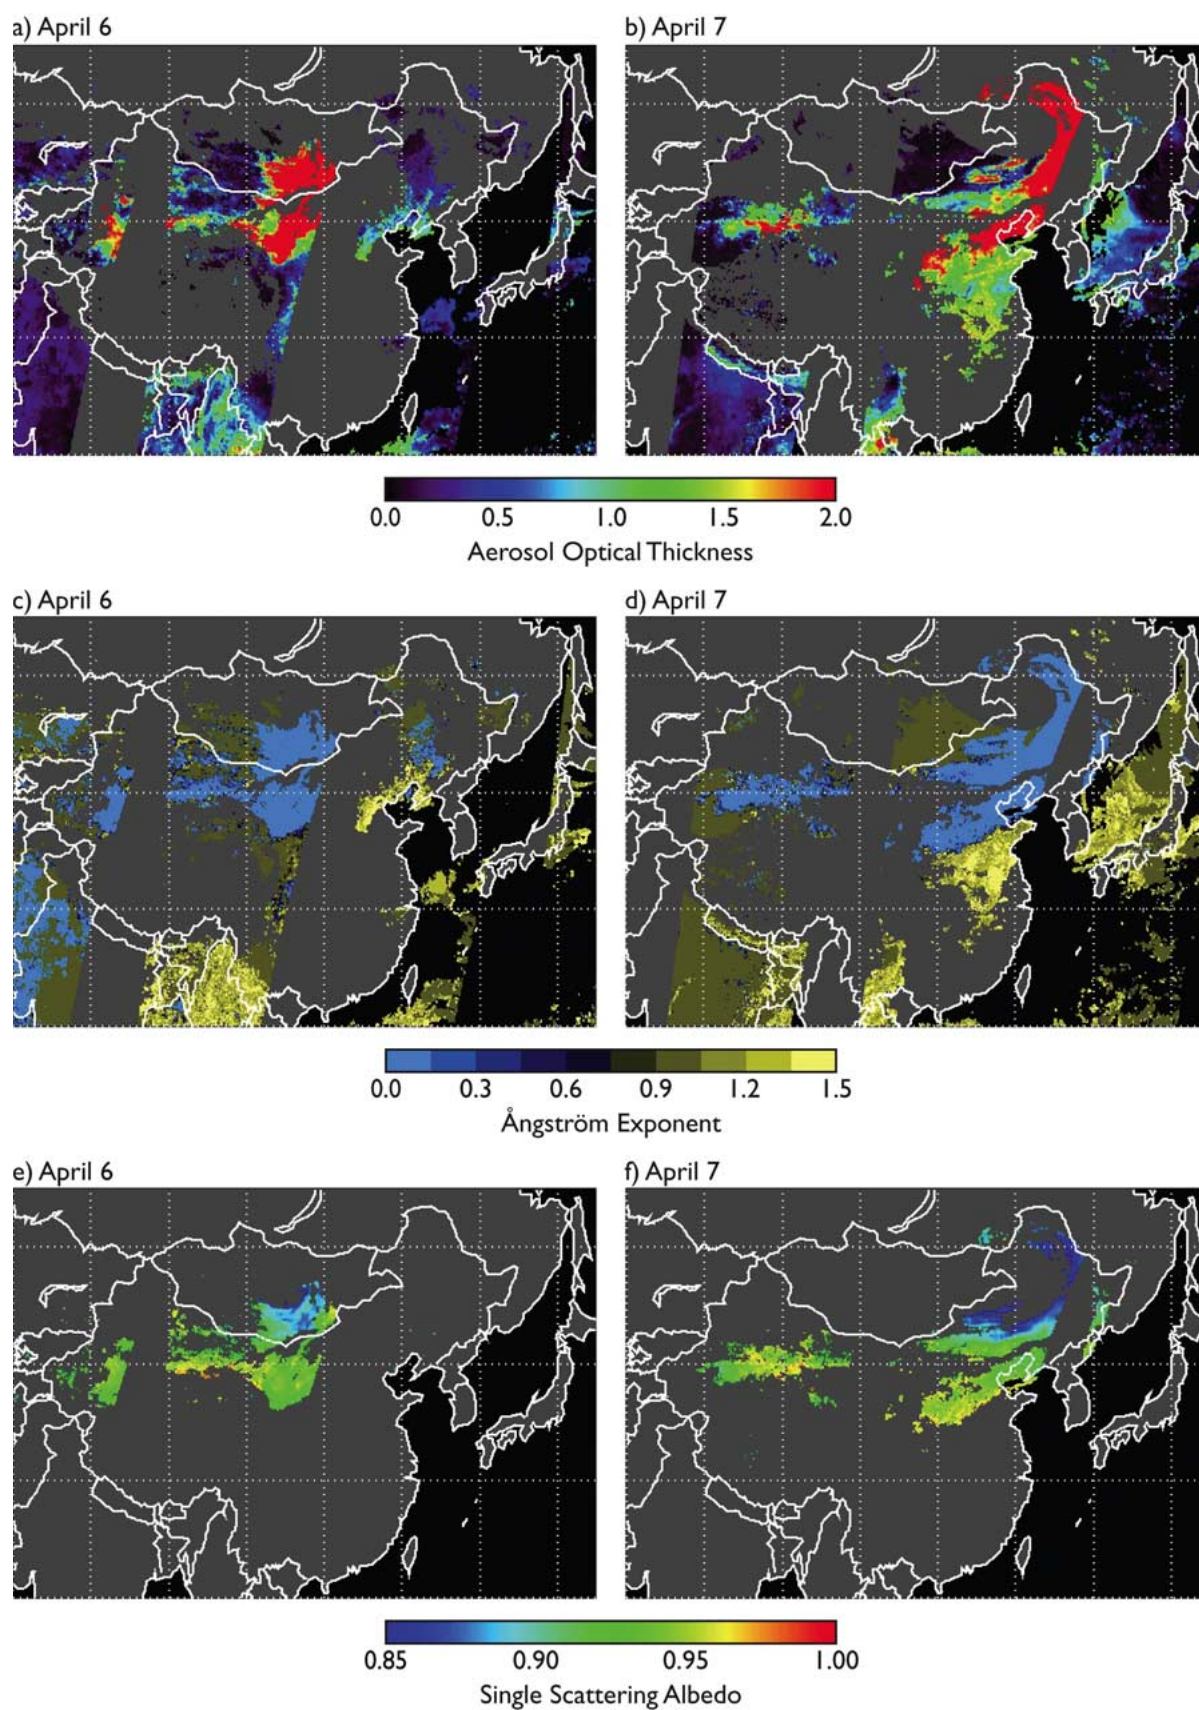 a) April 6
b) April 7
0.0 0.5 1.0 1.5 2.0
Aerosol Optical Thickness
c) April 6
d) April 7
0.0 0.3 0.6 0.9 1.2 1.5
Ångström Exponent
e) April 6
f) April 7
0.85 0.90 0.95 1.00
Single Scattering Albedo